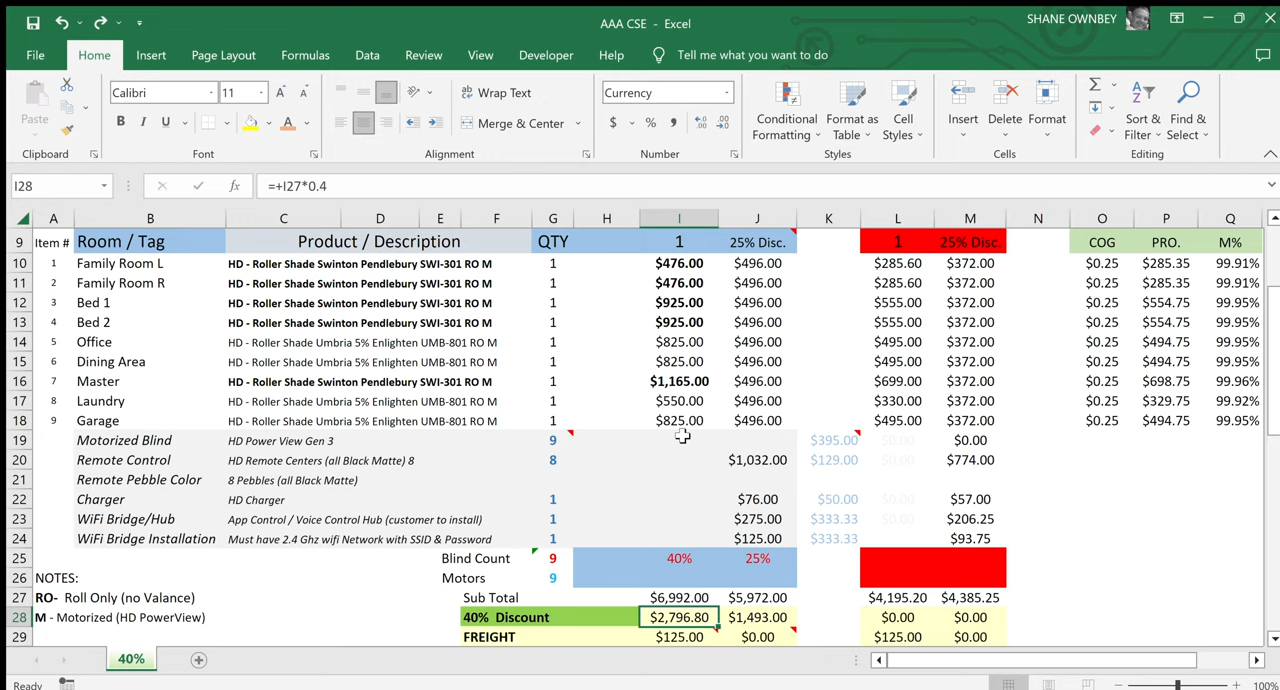 AAA CSE - Excel
SHANE OWNBEY
File Home Insert Page Layout Formulas Data Review View Developer Help Tell me what you want to do
Paste
Calibri 11
B I U
Wrap Text
Merge & Center
Currency
$ % ,
Conditional Formatting
Format as Table
Cell Styles
Insert Delete Format
Sort & Filter
Find & Select
Clipboard Font Alignment Number Styles Cells Editing
I28 fx =+I27*0.4
A B C D E F G H I J K L M N O P Q
9 Item # Room / Tag Product / Description QTY 1 25% Disc. 1 25% Disc. COG PRO. M%
10 1 Family Room L HD - Roller Shade Swinton Pendlebury SWI-301 RO M 1 $476.00 $496.00 $285.60 $372.00 $0.25 $285.35 99.91%
11 2 Family Room R HD - Roller Shade Swinton Pendlebury SWI-301 RO M 1 $476.00 $496.00 $285.60 $372.00 $0.25 $285.35 99.91%
12 3 Bed 1 HD - Roller Shade Swinton Pendlebury SWI-301 RO M 1 $925.00 $496.00 $555.00 $372.00 $0.25 $554.75 99.95%
13 4 Bed 2 HD - Roller Shade Swinton Pendlebury SWI-301 RO M 1 $925.00 $496.00 $555.00 $372.00 $0.25 $554.75 99.95%
14 5 Office HD - Roller Shade Umbria 5% Enlighten UMB-801 RO M 1 $825.00 $496.00 $495.00 $372.00 $0.25 $494.75 99.95%
15 6 Dining Area HD - Roller Shade Umbria 5% Enlighten UMB-801 RO M 1 $825.00 $496.00 $495.00 $372.00 $0.25 $494.75 99.95%
16 7 Master HD - Roller Shade Swinton Pendlebury SWI-301 RO M 1 $1,165.00 $496.00 $699.00 $372.00 $0.25 $698.75 99.96%
17 8 Laundry HD - Roller Shade Umbria 5% Enlighten UMB-801 RO M 1 $550.00 $496.00 $330.00 $372.00 $0.25 $329.75 99.92%
18 9 Garage HD - Roller Shade Umbria 5% Enlighten UMB-801 RO M 1 $825.00 $496.00 $495.00 $372.00 $0.25 $494.75 99.95%
19 Motorized Blind HD Power View Gen 3 9 $395.00 $0.00 $0.00
20 Remote Control HD Remote Centers (all Black Matte) 8 8 $1,032.00 $129.00 $0.00 $774.00
21 Remote Pebble Color 8 Pebbles (all Black Matte)
22 Charger HD Charger 1 $76.00 $50.00 $0.00 $57.00
23 WiFi Bridge/Hub App Control / Voice Control Hub (customer to install) 1 $275.00 $333.33 $0.00 $206.25
24 WiFi Bridge Installation Must have 2.4 Ghz wifi Network with SSID & Password 1 $125.00 $333.33 $93.75
25 Blind Count 9 40% 25%
26 NOTES: Motors 9
27 RO- Roll Only (no Valance) Sub Total $6,992.00 $5,972.00 $4,195.20 $4,385.25
28 M - Motorized (HD PowerView) 40% Discount $2,796.80 $1,493.00 $0.00 $0.00
29 FREIGHT $125.00 $0.00 $125.00 $0.00
40%
Ready 100%